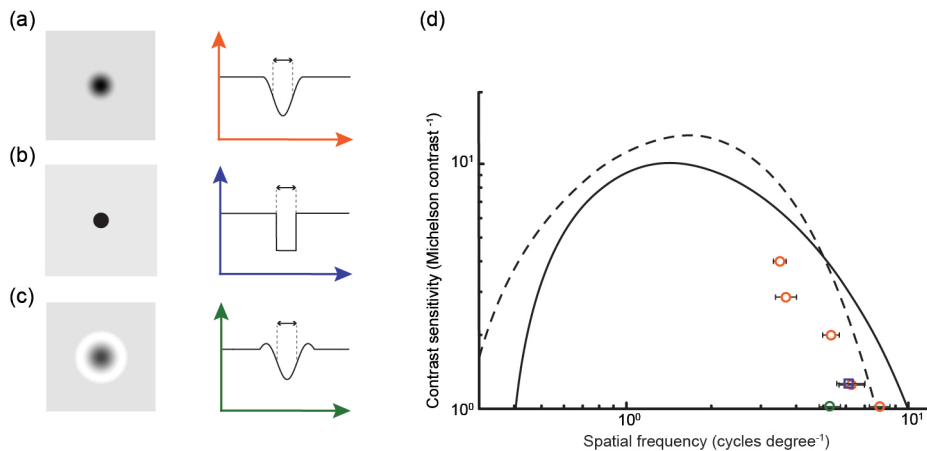 (a)
(b)
(c)
(d)
Contrast sensitivity (Michelson contrast -1)
10¹
10⁰
10⁰
10¹
Spatial frequency (cycles degree-1)